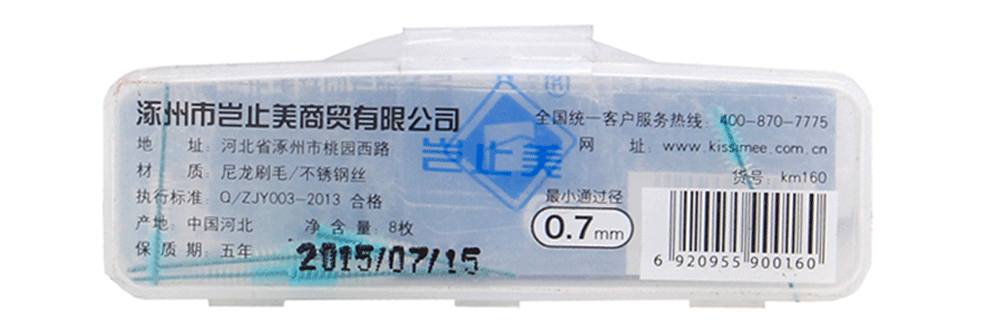 涿州市岂止美商贸有限公司
地 址: 河北省涿州市桃园西路
材 质: 尼龙刷毛/不锈钢丝
执行标准: Q/ZJY003-2013 合格
产地: 中国河北 净 含 量: 8枚
保 质 期: 五年
2015/07/15
岂止美
®
全国统一客户服务热线: 400-870-7775
网 址: www.kissimee.com.cn
货号: km160
最小通过径
0.7mm
6 920955 900160